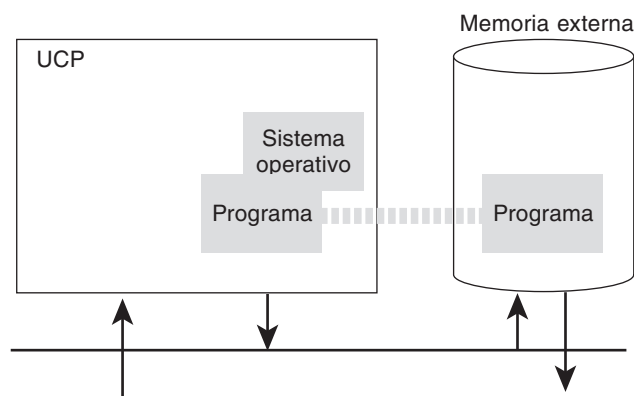 Memoria externa
UCP
Sistema
operativo
Programa
Programa